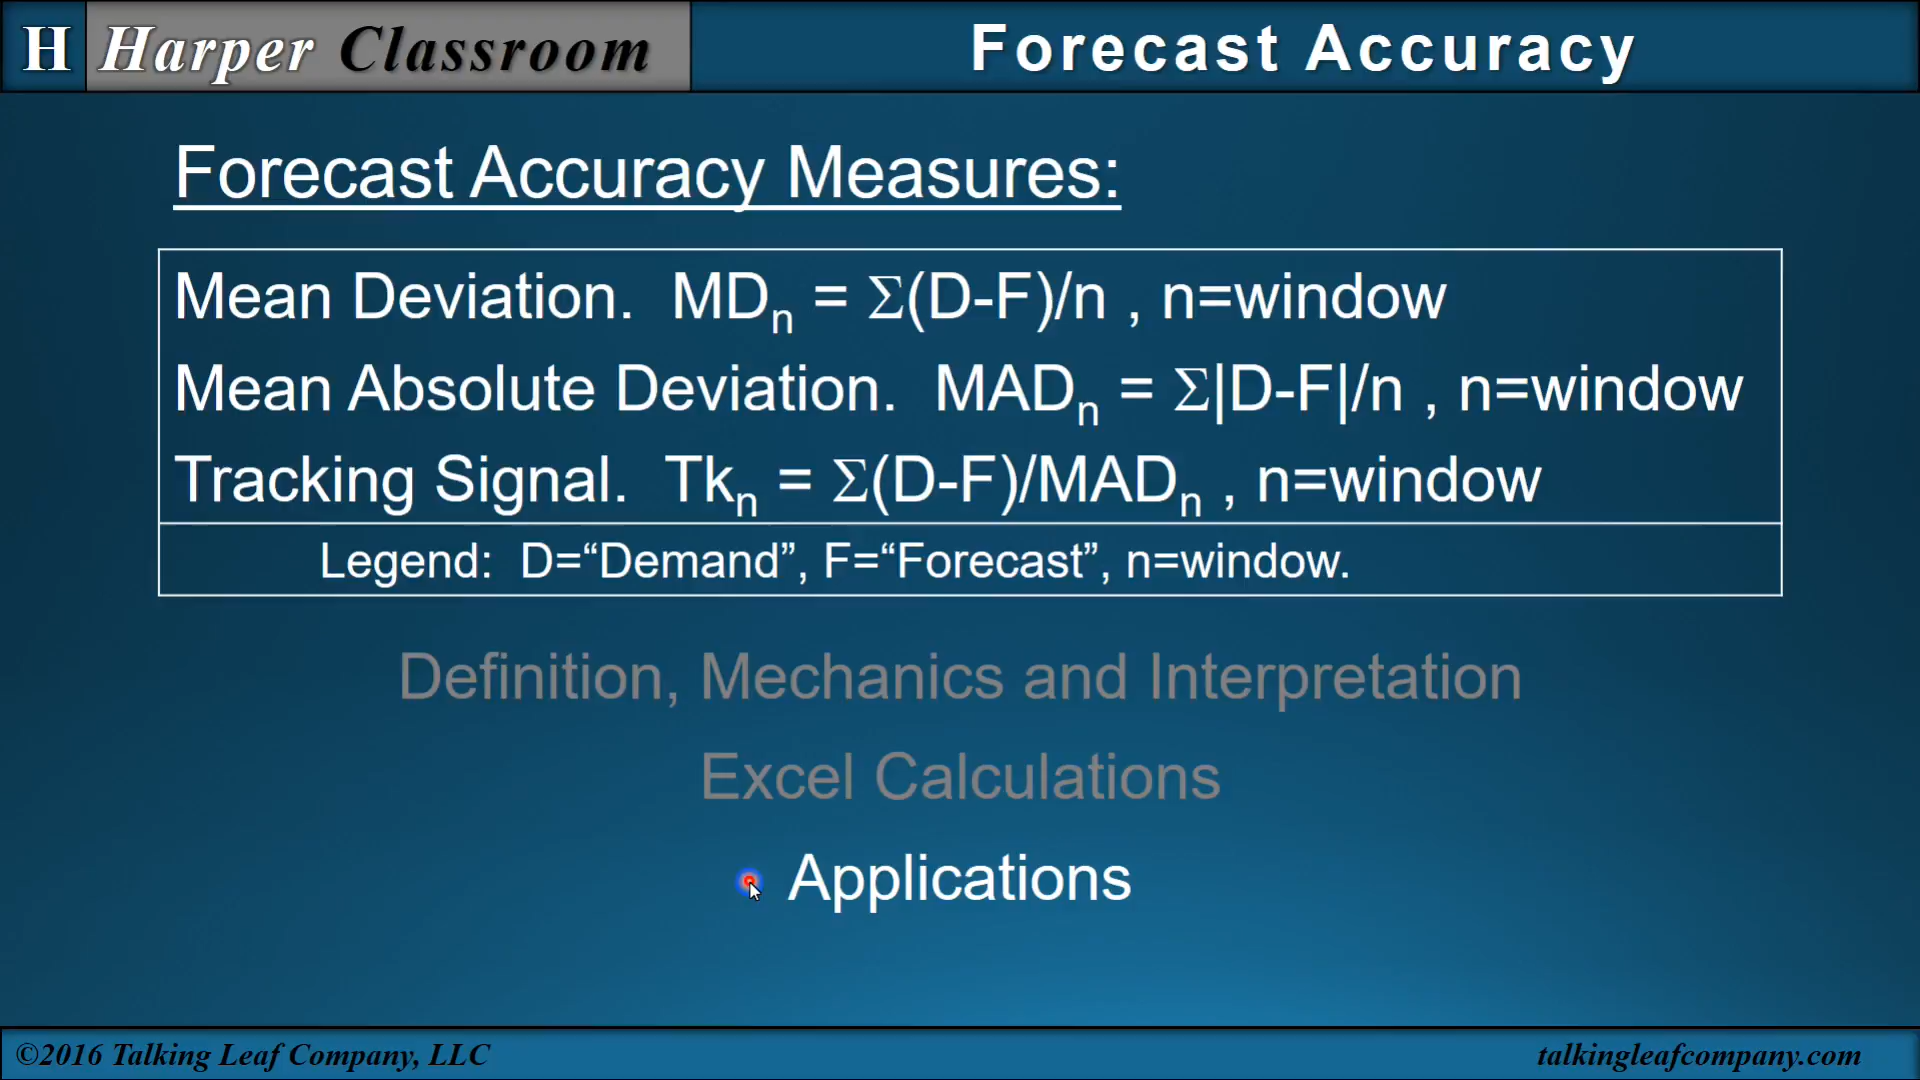 H Harper Classroom Forecast Accuracy
Forecast Accuracy Measures:
Mean Deviation. MDn = Σ(D-F)/n , n=window
Mean Absolute Deviation. MADn = Σ|D-F|/n , n=window
Tracking Signal. Tkn = Σ(D-F)/MADn , n=window
Legend: D=“Demand”, F=“Forecast”, n=window.
Definition, Mechanics and Interpretation
Excel Calculations
Applications
©2016 Talking Leaf Company, LLC talkingleafcompany.com